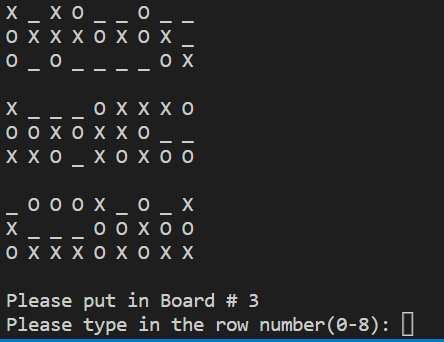 X _ X O _ _ O _ _
O X X X O X O X _
O _ O _ _ _ _ O X
X _ _ _ O X X X O
O O X O X X O _ _
X X O _ X O X O O
_ O O O X _ O _ X
X _ _ _ O O X O O
O X X X O X O X X
Please put in Board # 3
Please type in the row number(0-8):